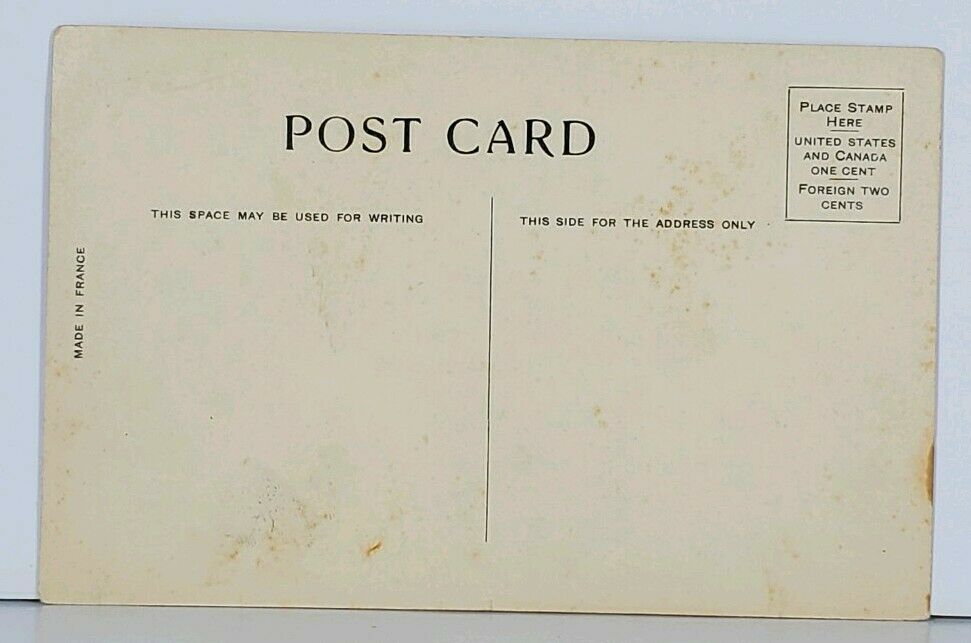 POST CARD
PLACE STAMP
HERE
UNITED STATES
AND CANADA
ONE CENT
FOREIGN TWO
CENTS
THIS SPACE MAY BE USED FOR WRITING
THIS SIDE FOR THE ADDRESS ONLY
MADE IN FRANCE